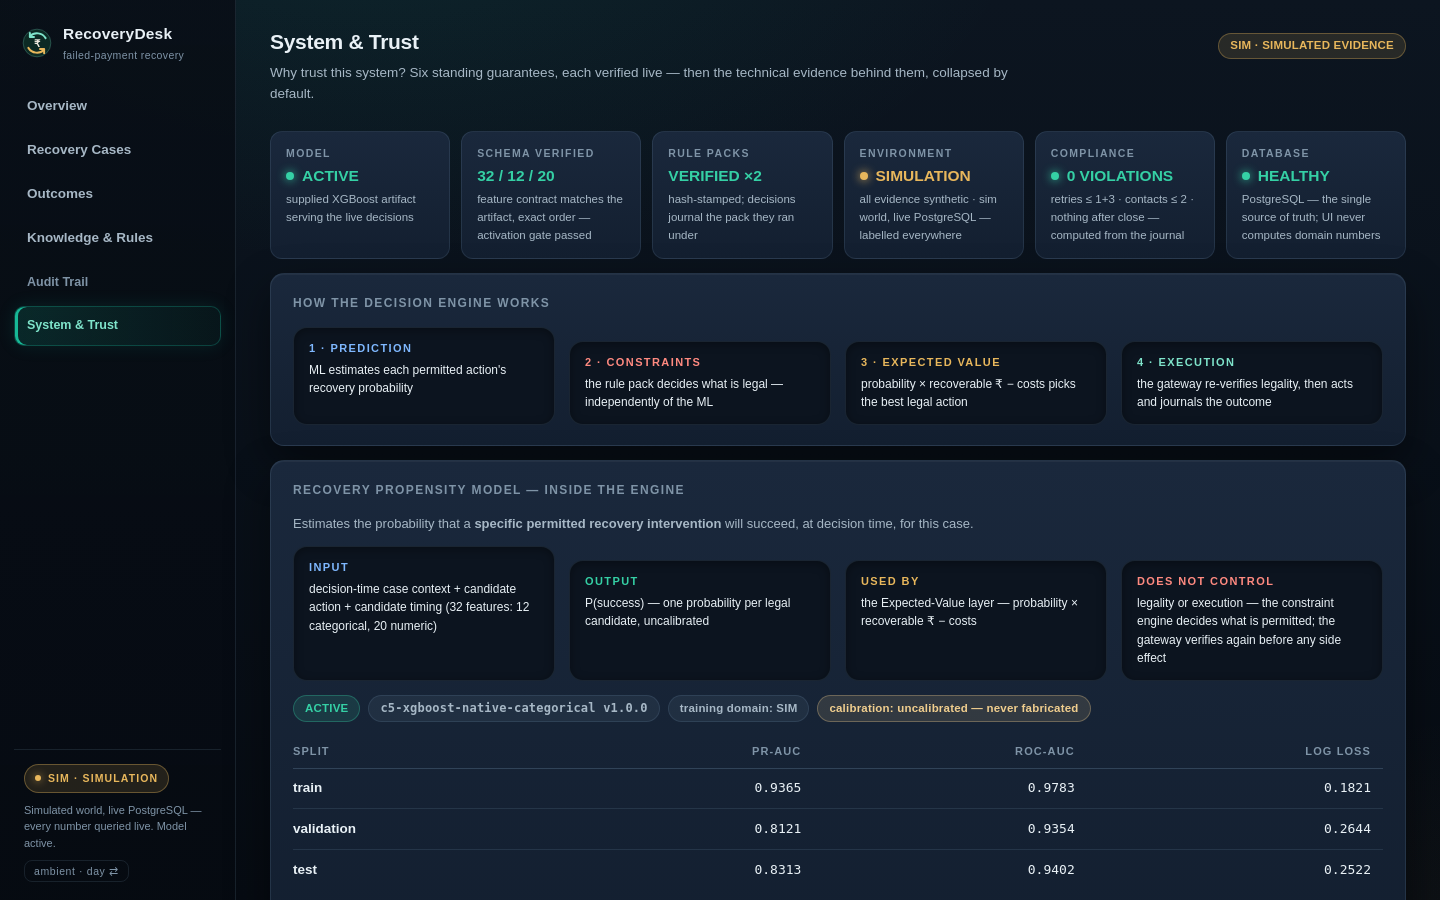 RecoveryDesk
failed-payment recovery
Overview
Recovery Cases
Outcomes
Knowledge & Rules
Audit Trail
System & Trust
SIM · SIMULATION
Simulated world, live PostgreSQL —
every number queried live. Model
active.
ambient · day ⇄
System & Trust
Why trust this system? Six standing guarantees, each verified live — then the technical evidence behind them, collapsed by
default.
SIM · SIMULATED EVIDENCE
MODEL
ACTIVE
supplied XGBoost artifact
serving the live decisions
SCHEMA VERIFIED
32 / 12 / 20
feature contract matches the
artifact, exact order —
activation gate passed
RULE PACKS
VERIFIED ×2
hash-stamped; decisions
journal the pack they ran
under
ENVIRONMENT
SIMULATION
all evidence synthetic · sim
world, live PostgreSQL —
labelled everywhere
COMPLIANCE
0 VIOLATIONS
retries ≤ 1+3 · contacts ≤ 2 ·
nothing after close —
computed from the journal
DATABASE
HEALTHY
PostgreSQL — the single
source of truth; UI never
computes domain numbers
HOW THE DECISION ENGINE WORKS
1 · PREDICTION
ML estimates each permitted action's
recovery probability
2 · CONSTRAINTS
the rule pack decides what is legal —
independently of the ML
3 · EXPECTED VALUE
probability × recoverable ₹ − costs picks
the best legal action
4 · EXECUTION
the gateway re-verifies legality, then acts
and journals the outcome
RECOVERY PROPENSITY MODEL — INSIDE THE ENGINE
Estimates the probability that a specific permitted recovery intervention will succeed, at decision time, for this case.
INPUT
decision-time case context + candidate
action + candidate timing (32 features: 12
categorical, 20 numeric)
OUTPUT
P(success) — one probability per legal
candidate, uncalibrated
USED BY
the Expected-Value layer — probability ×
recoverable ₹ − costs
DOES NOT CONTROL
legality or execution — the constraint
engine decides what is permitted; the
gateway verifies again before any side
effect
ACTIVE
c5-xgboost-native-categorical v1.0.0
training domain: SIM
calibration: uncalibrated — never fabricated
SPLIT PR-AUC ROC-AUC LOG LOSS
train 0.9365 0.9783 0.1821
validation 0.8121 0.9354 0.2644
test 0.8313 0.9402 0.2522